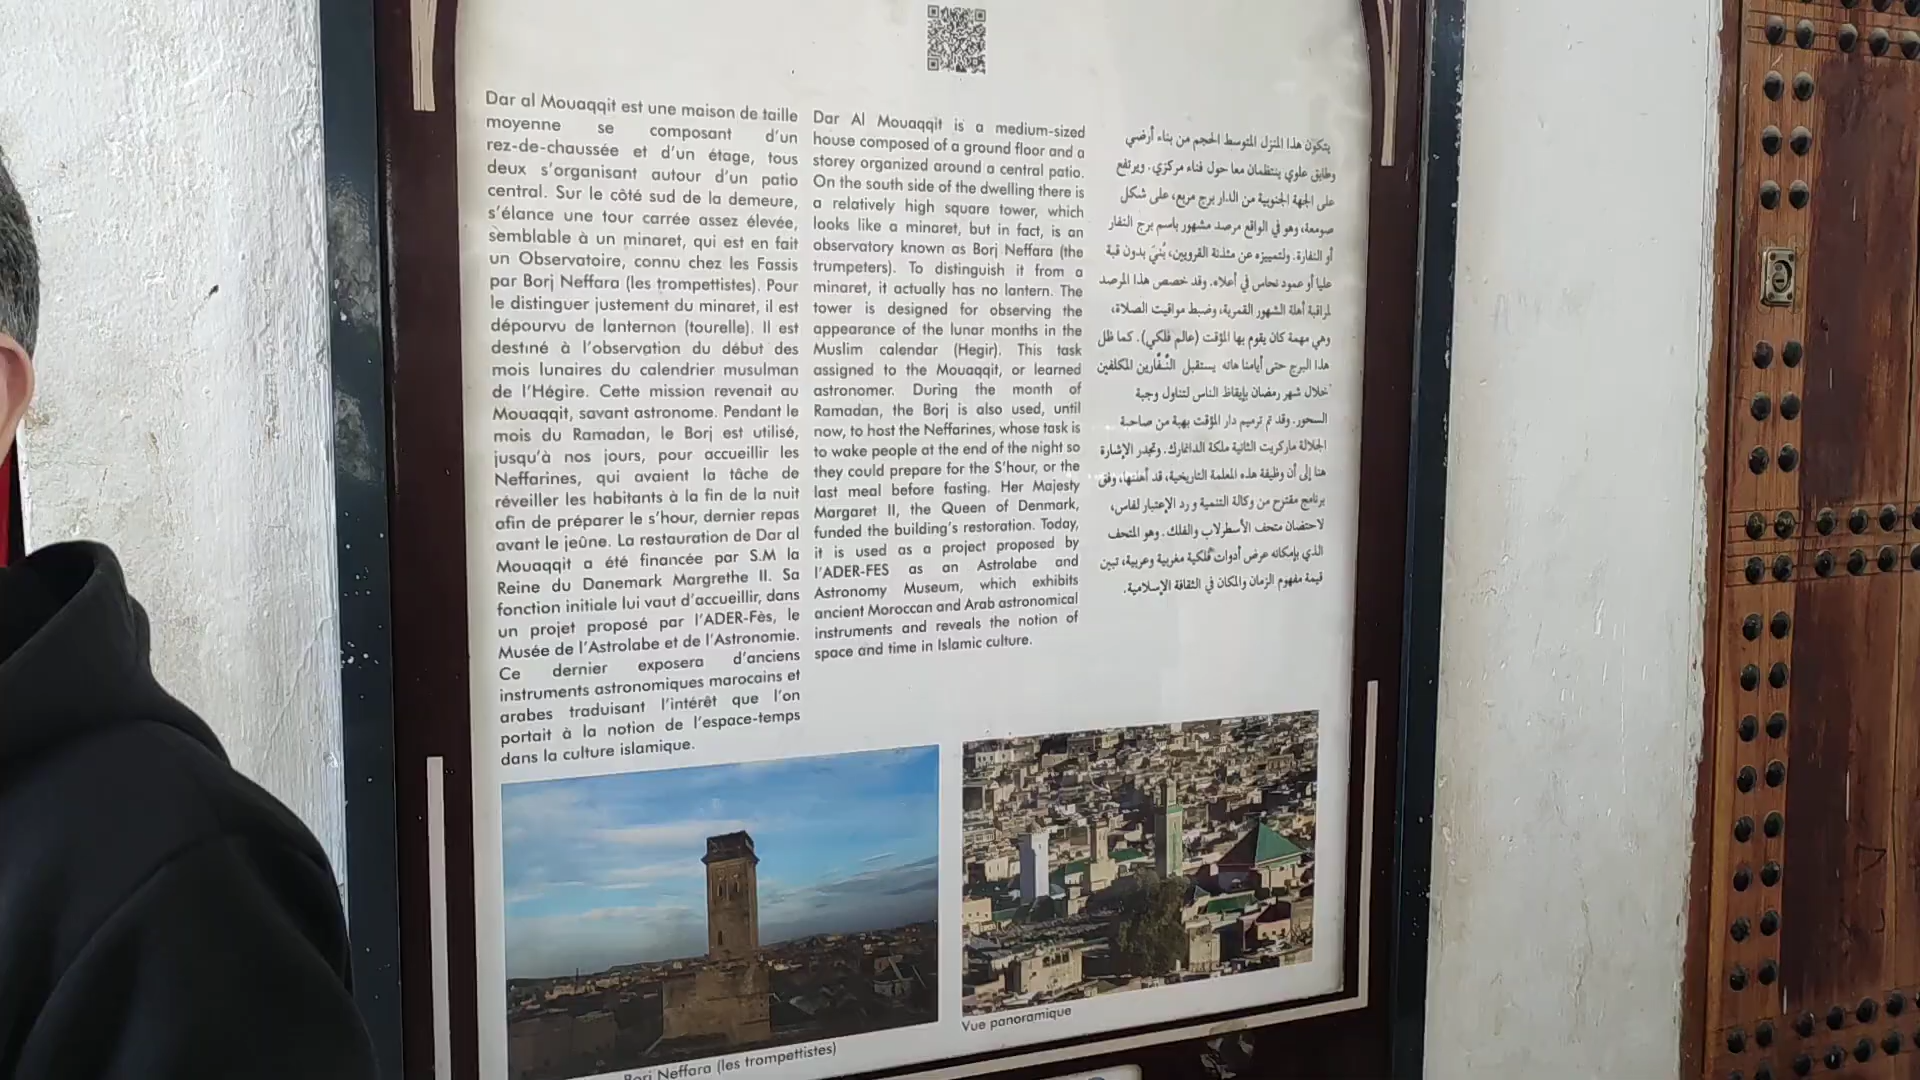 Dar al Mouaqqit est une maison de taille
moyenne se composant d'un
rez-de-chaussée et d'un étage, tous
deux s'organisant autour d'un patio
central. Sur le côté sud de la demeure,
s'élance une tour carrée assez élevée,
semblable à un minaret, qui est en fait
un Observatoire, connu chez les Fassis
par Borj Neffara (les trompettistes). Pour
le distinguer justement du minaret, il est
dépourvu de lanternon (tourelle). Il est
destiné à l'observation du début des
mois lunaires du calendrier musulman
de l'Hégire. Cette mission revenait au
Mouaqqit, savant astronome. Pendant le
mois du Ramadan, le Borj est utilisé,
jusqu'à nos jours, pour accueillir les
Neffarines, qui avaient la tâche de
réveiller les habitants à la fin de la nuit
afin de préparer le s'hour, dernier repas
avant le jeûne. La restauration de Dar al
Mouaqqit a été financée par S.M la
Reine du Danemark Margrethe II. Sa
fonction initiale lui vaut d'accueillir, dans
un projet proposé par l'ADER-Fès, le
Musée de l'Astrolabe et de l'Astronomie.
Ce dernier exposera d'anciens
instruments astronomiques marocains et
arabes traduisant l'intérêt que l'on
portait à la notion de l'espace-temps
dans la culture islamique.
Dar Al Mouaqqit is a medium-sized
house composed of a ground floor and a
storey organized around a central patio.
On the south side of the dwelling there is
a relatively high square tower, which
looks like a minaret, but in fact, is an
observatory known as Borj Neffara (the
trumpeters). To distinguish it from a
minaret, it actually has no lantern. The
tower is designed for observing the
appearance of the lunar months in the
Muslim calendar (Hegir). This task
assigned to the Mouaqqit, or learned
astronomer. During the month of
Ramadan, the Borj is also used, until
now, to host the Neffarines, whose task is
to wake people at the end of the night so
they could prepare for the S'hour, or the
last meal before fasting. Her Majesty
Margaret II, the Queen of Denmark,
funded the building's restoration. Today,
it is used as a project proposed by
l'ADER-FES as an Astrolabe and
Astronomy Museum, which exhibits
ancient Moroccan and Arab astronomical
instruments and reveals the notion of
space and time in Islamic culture.
يتكون هذا المنزل المتوسط الحجم من بناء أرضي
وطابق علوي ينتظمان معا حول فناء مركزي. ويرتفع
على الجهة الجنوبية من الدار برج مربع، على شكل
صومعة، وهو في الواقع مرصد مشهور باسم برج النفار
أو النفارة. ولتمييزه عن مئذنة القرويين، بُنيَ بدون قبة
عليا أو عمود نحاس في أعلاه. وقد خصص هذا المرصد
لمراقبة أهلة الشهور القمرية، وضبط مواقيت الصلاة،
وهي مهمة كان يقوم بها المؤقت (عالم فلكي). كما ظل
هذا البرج حتى أيامنا هاته يستقبل النَّفَّارين المكلفين
خلال شهر رمضان بإيقاظ الناس لتناول وجبة
السحور. وقد تم ترميم دار المؤقت بهبة من صاحبة
الجلالة ماركريت الثانية ملكة الدانمارك. وتجدر الإشارة
هنا إلى أن وظيفة هذه المعلمة التاريخية، قد أهلتها، وفق
برنامج مقترح من وكالة التنمية و رد الإعتبار لفاس،
لاحتضان متحف الأسطرلاب والفلك. وهو المتحف
الذي بإمكانه عرض أدوات فلكية مغربية وعربية، تبين
قيمة مفهوم الزمان والمكان في الثقافة الإسلامية.
Borj Neffara (les trompettistes)
Vue panoramique